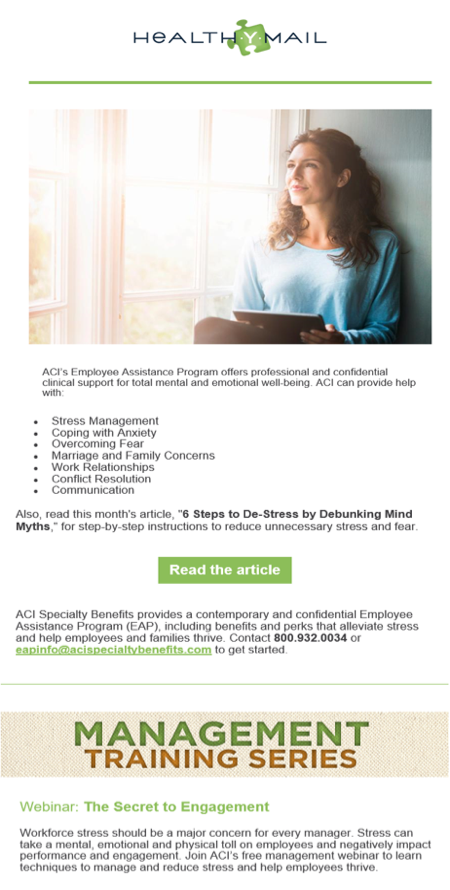 HEALTHYMAIL
ACI's Employee Assistance Program offers professional and confidential
clinical support for total mental and emotional well-being. ACI can provide help
with:
• Stress Management
• Coping with Anxiety
• Overcoming Fear
• Marriage and Family Concerns
• Work Relationships
• Conflict Resolution
• Communication
Also, read this month's article, "6 Steps to De-Stress by Debunking Mind
Myths," for step-by-step instructions to reduce unnecessary stress and fear.
Read the article
ACI Specialty Benefits provides a contemporary and confidential Employee
Assistance Program (EAP), including benefits and perks that alleviate stress
and help employees and families thrive. Contact 800.932.0034 or
eapinfo@acispecialtybenefits.com to get started.
MANAGEMENT
TRAINING SERIES
Webinar: The Secret to Engagement
Workforce stress should be a major concern for every manager. Stress can
take a mental, emotional and physical toll on employees and negatively impact
performance and engagement. Join ACI's free management webinar to learn
techniques to manage and reduce stress and help employees thrive.